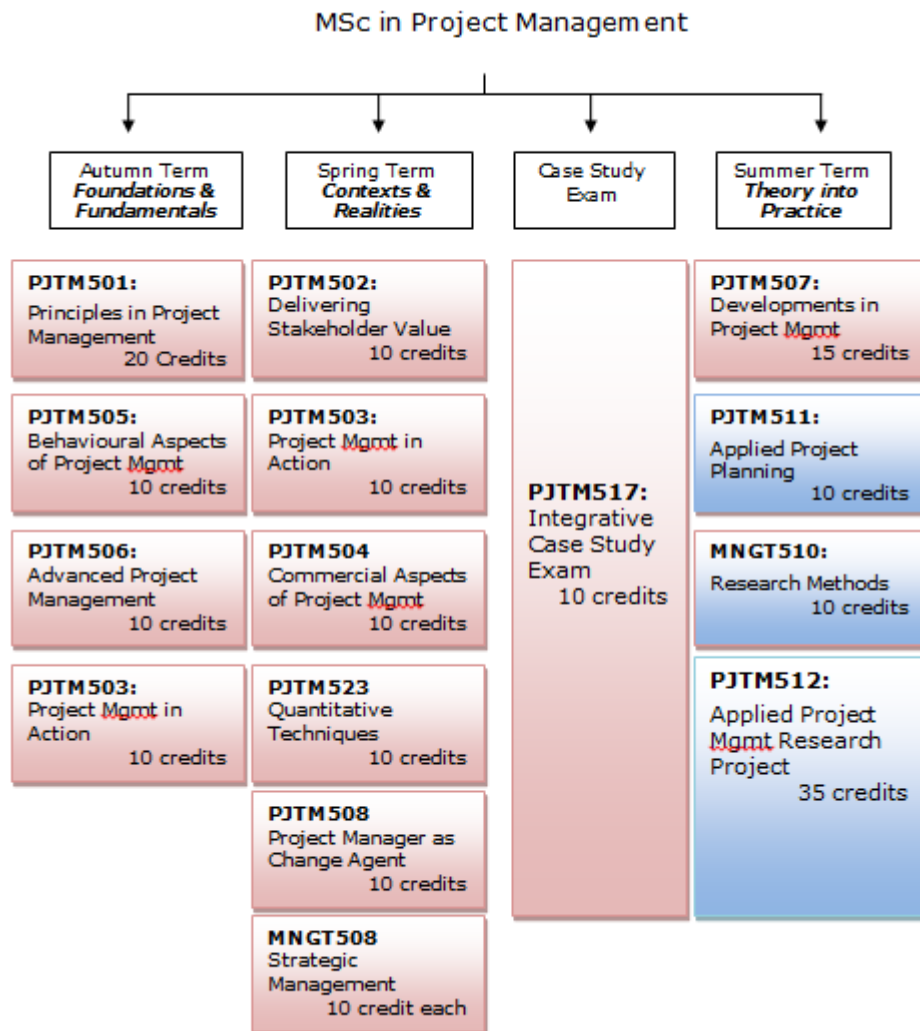 MSc in Project Management
Autumn Term
Foundations &
Fundamentals
Spring Term
Contexts &
Realities
Case Study
Exam
Summer Term
Theory into
Practice
PJTM501:
Principles in Project
Management
20 Credits
PJTM505:
Behavioural Aspects
of Project Mgmt
10 credits
PJTM506:
Advanced Project
Management
10 credits
PJTM503:
Project Mgmt in
Action
10 credits
PJTM502:
Delivering
Stakeholder Value
10 credits
PJTM503:
Project Mgmt in
Action
10 credits
PJTM504
Commercial Aspects
of Project Mgmt
10 credits
PJTM523
Quantitative
Techniques
10 credits
PJTM508
Project Manager as
Change Agent
10 credits
MNGT508
Strategic
Management
10 credit each
PJTM517:
Integrative
Case Study
Exam
10 credits
PJTM507:
Developments in
Project Mgmt
15 credits
PJTM511:
Applied Project
Planning
10 credits
MNGT510:
Research Methods
10 credits
PJTM512:
Applied Project
Mgmt Research
Project
35 credits